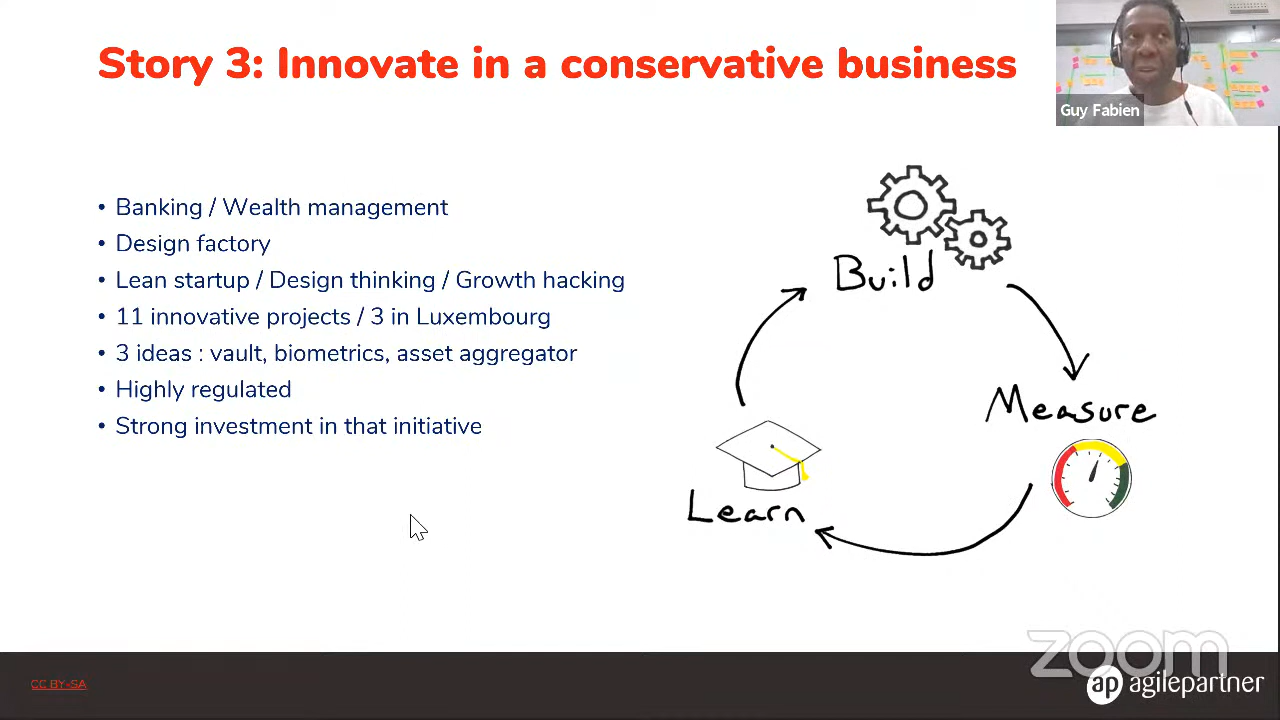 Story 3: Innovate in a conservative business
Guy Fabien
• Banking / Wealth management
• Design factory
• Lean startup / Design thinking / Growth hacking
• 11 innovative projects / 3 in Luxembourg
• 3 ideas : vault, biometrics, asset aggregator
• Highly regulated
• Strong investment in that initiative
Build
Measure
Learn
zoom
CC BY-SA
ap agilepartner